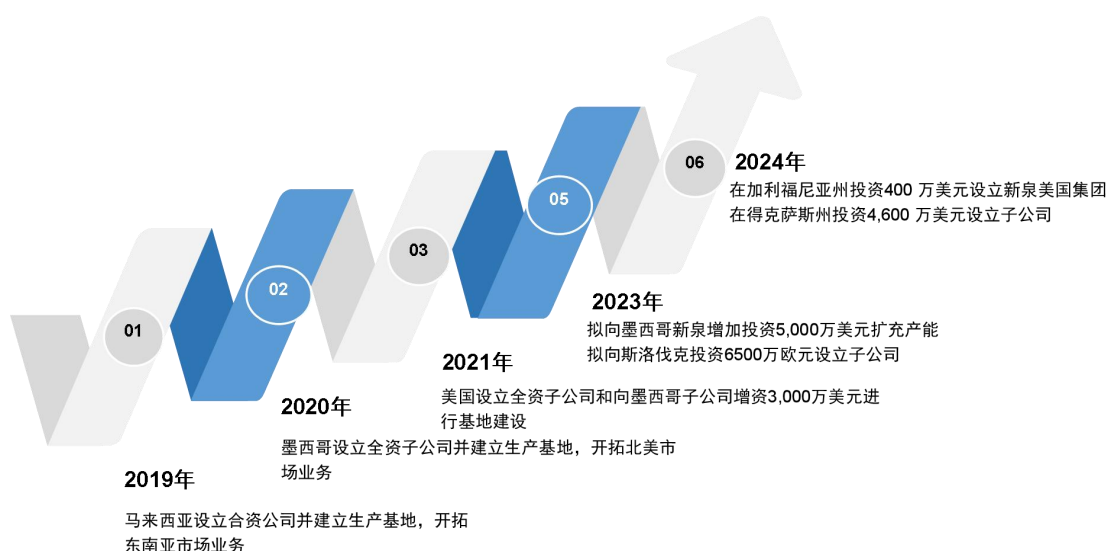 01
2019年
马来西亚设立合资公司并建立生产基地，开拓
东南亚市场业务
02
2020年
墨西哥设立全资子公司并建立生产基地，开拓北美市
场业务
03
2021年
美国设立全资子公司和向墨西哥子公司增资3,000万美元进
行基地建设
05
2023年
拟向墨西哥新泉增加投资5,000万美元扩充产能
拟向斯洛伐克投资6500万欧元设立子公司
06
2024年
在加利福尼亚州投资400 万美元设立新泉美国集团
在得克萨斯州投资4,600 万美元设立子公司